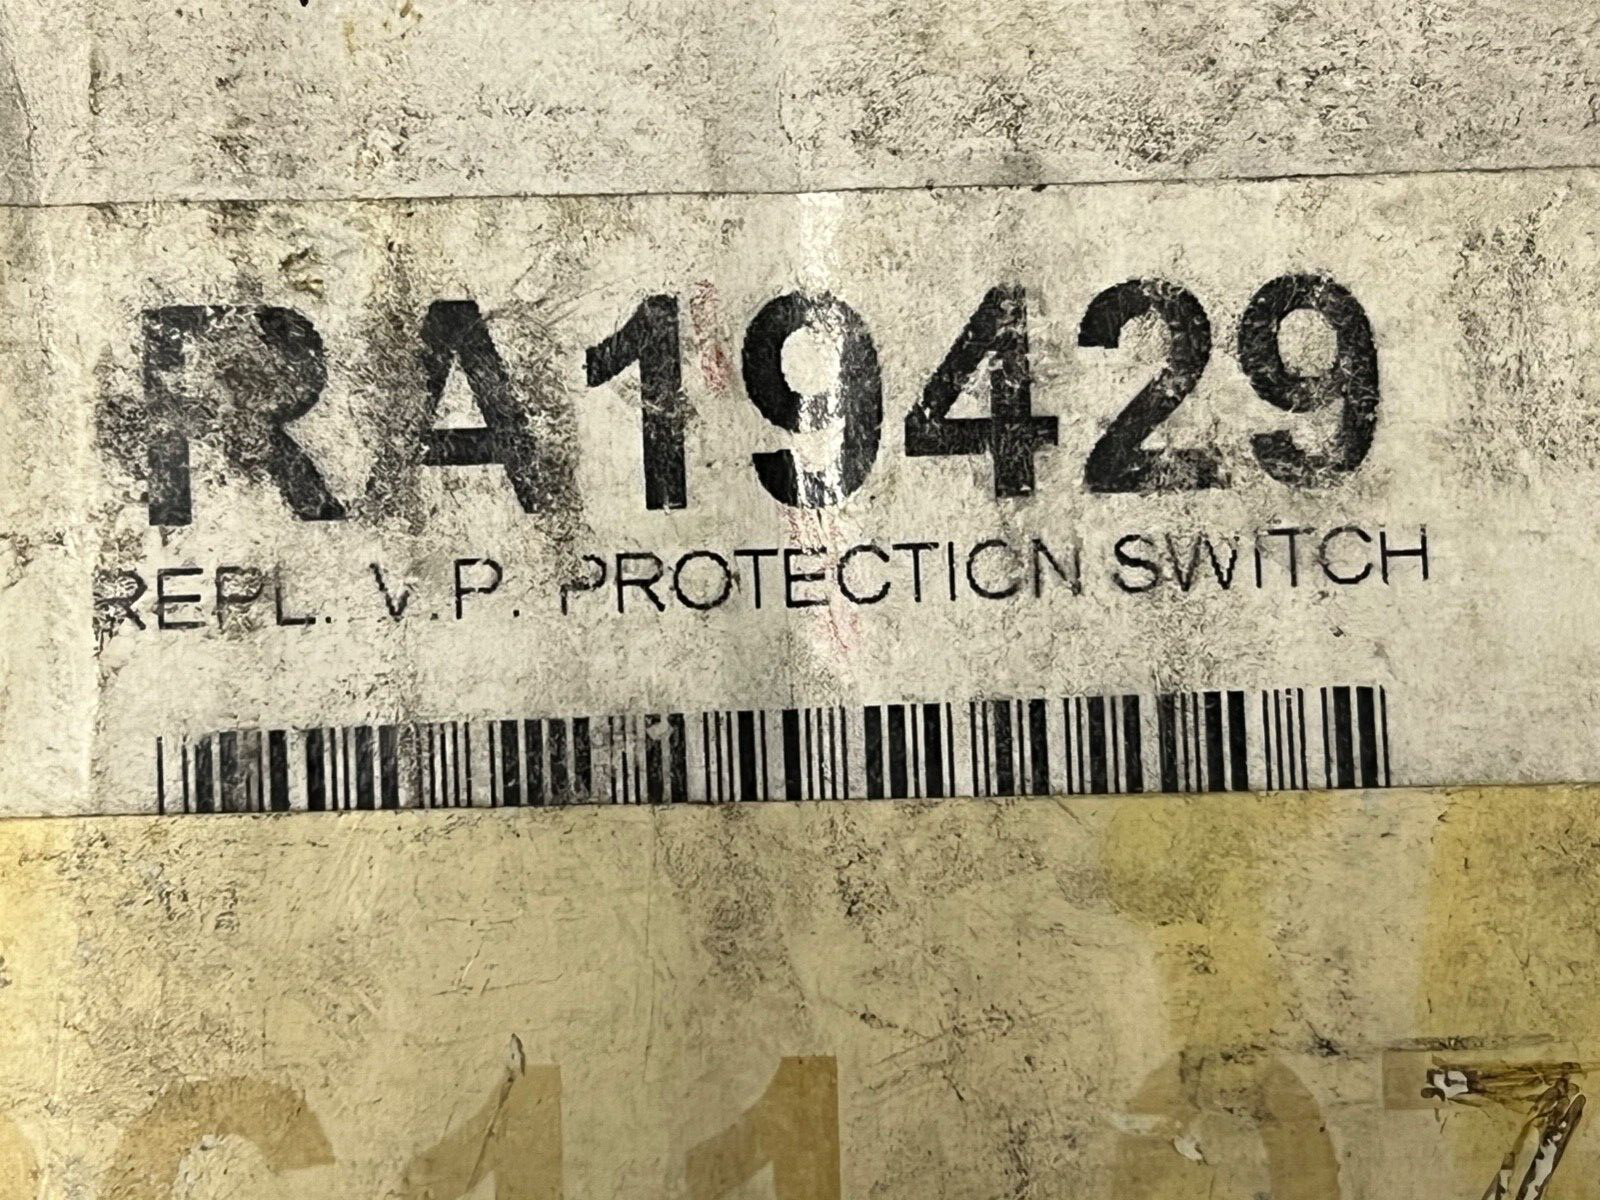 RA19429
REPL. V.P. PROTECTION SWITCH